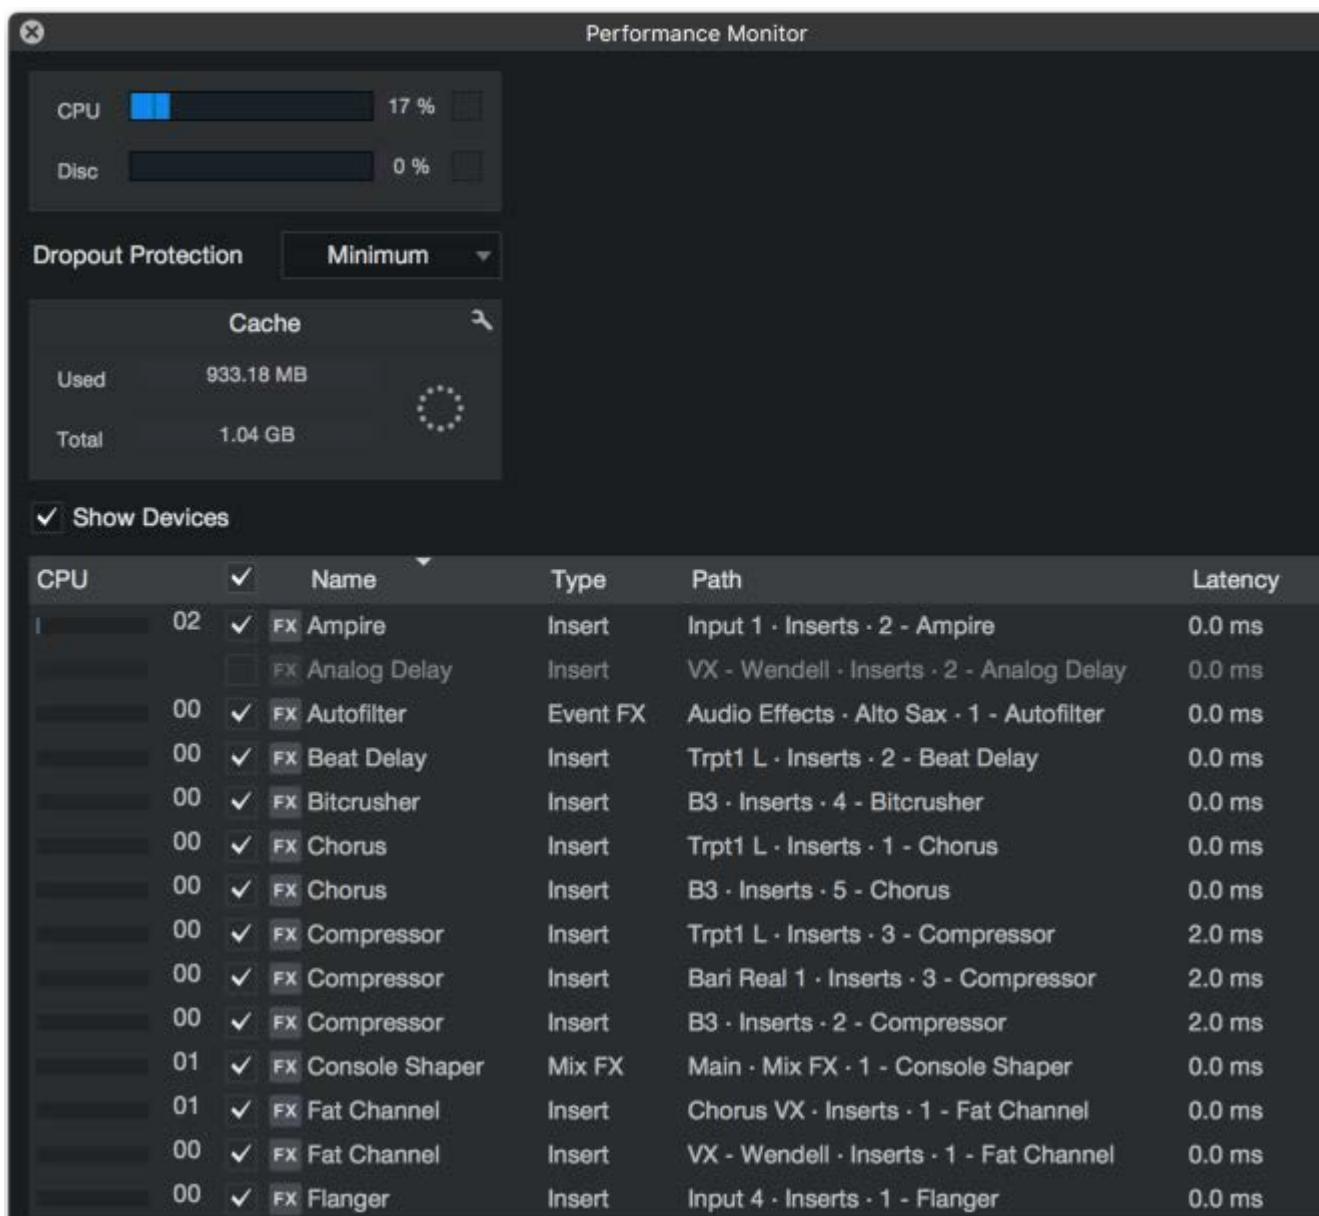 Performance Monitor
CPU 17 %
Disc 0 %
Dropout Protection Minimum
Cache
Used 933.18 MB
Total 1.04 GB
Show Devices
CPU Name Type Path Latency
02 FX Ampire Insert Input 1 · Inserts · 2 - Ampire 0.0 ms
FX Analog Delay Insert VX - Wendell · Inserts · 2 - Analog Delay 0.0 ms
00 FX Autofilter Event FX Audio Effects · Alto Sax · 1 - Autofilter 0.0 ms
00 FX Beat Delay Insert Trpt1 L · Inserts · 2 - Beat Delay 0.0 ms
00 FX Bitcrusher Insert B3 · Inserts · 4 - Bitcrusher 0.0 ms
00 FX Chorus Insert Trpt1 L · Inserts · 1 - Chorus 0.0 ms
00 FX Chorus Insert B3 · Inserts · 5 - Chorus 0.0 ms
00 FX Compressor Insert Trpt1 L · Inserts · 3 - Compressor 2.0 ms
00 FX Compressor Insert Bari Real 1 · Inserts · 3 - Compressor 2.0 ms
00 FX Compressor Insert B3 · Inserts · 2 - Compressor 2.0 ms
01 FX Console Shaper Mix FX Main · Mix FX · 1 - Console Shaper 0.0 ms
01 FX Fat Channel Insert Chorus VX · Inserts · 1 - Fat Channel 0.0 ms
00 FX Fat Channel Insert VX - Wendell · Inserts · 1 - Fat Channel 0.0 ms
00 FX Flanger Insert Input 4 · Inserts · 1 - Flanger 0.0 ms